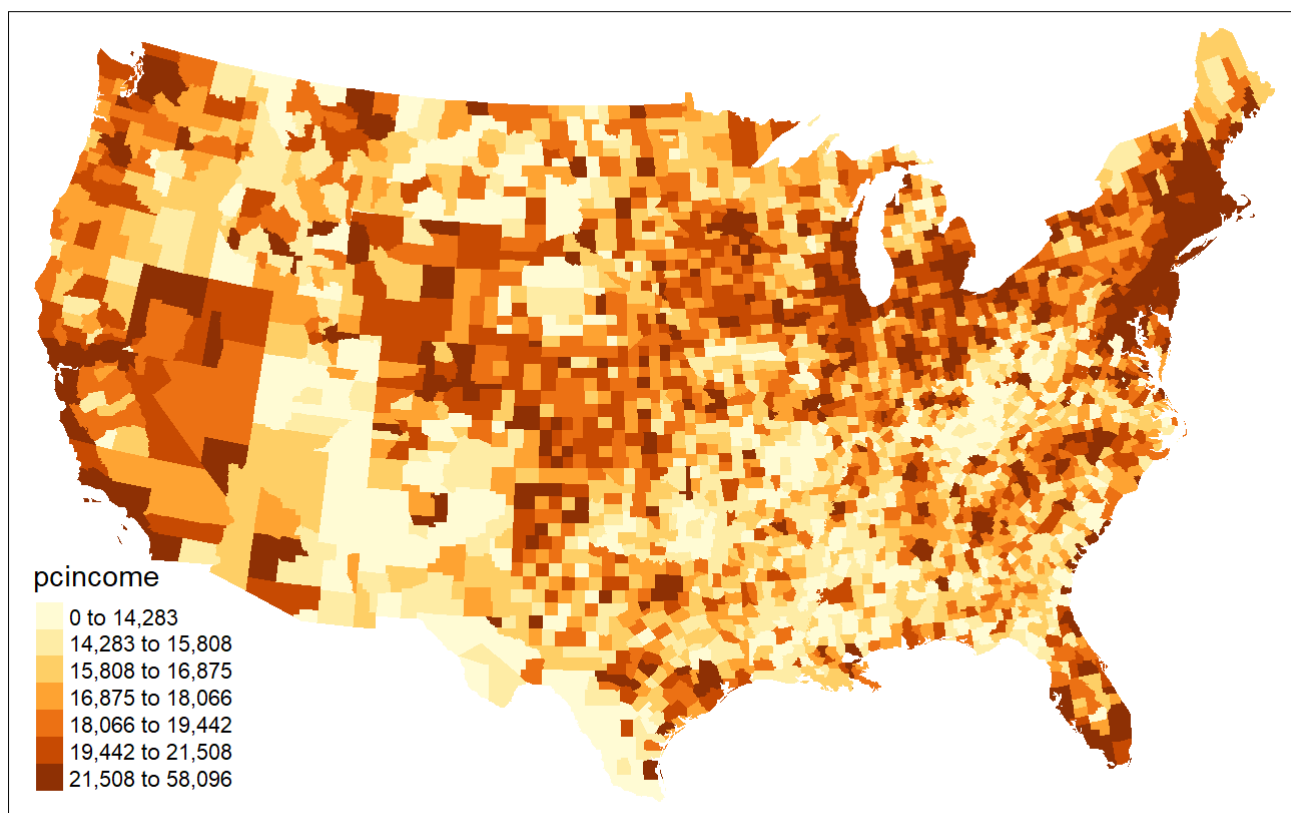 pcincome
0 to 14,283
14,283 to 15,808
15,808 to 16,875
16,875 to 18,066
18,066 to 19,442
19,442 to 21,508
21,508 to 58,096